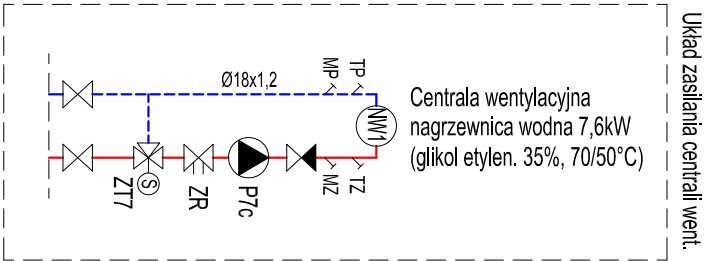 Układ zasilania centrali went.
Ø18x1,2
MP
TP
NW1
Centrala wentylacyjna
nagrzewnica wodna 7,6kW
(glikol etylen. 35%, 70/50°C)
S
ZT7
ZR
P7c
MZ
TZ